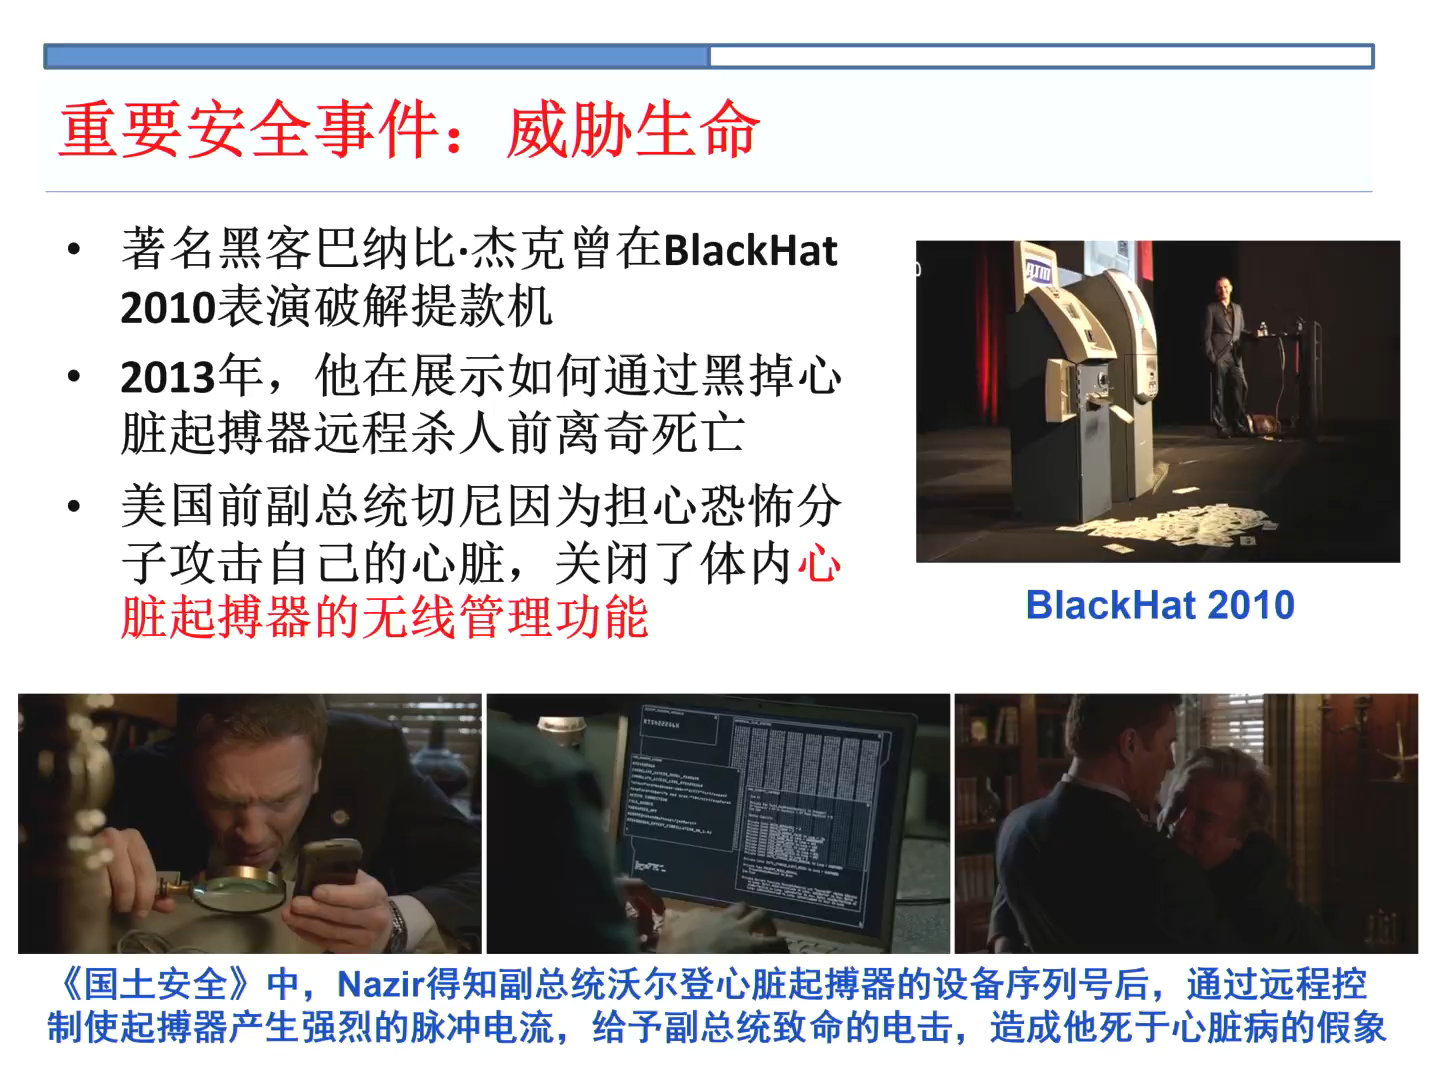 重要安全事件：威胁生命
• 著名黑客巴纳比·杰克曾在BlackHat
2010表演破解提款机
• 2013年，他在展示如何通过黑掉心
脏起搏器远程杀人前离奇死亡
• 美国前副总统切尼因为担心恐怖分
子攻击自己的心脏，关闭了体内心
脏起搏器的无线管理功能
ATM
BlackHat 2010
《国土安全》中，Nazir得知副总统沃尔登心脏起搏器的设备序列号后，通过远程控
制使起搏器产生强烈的脉冲电流，给予副总统致命的电击，造成他死于心脏病的假象